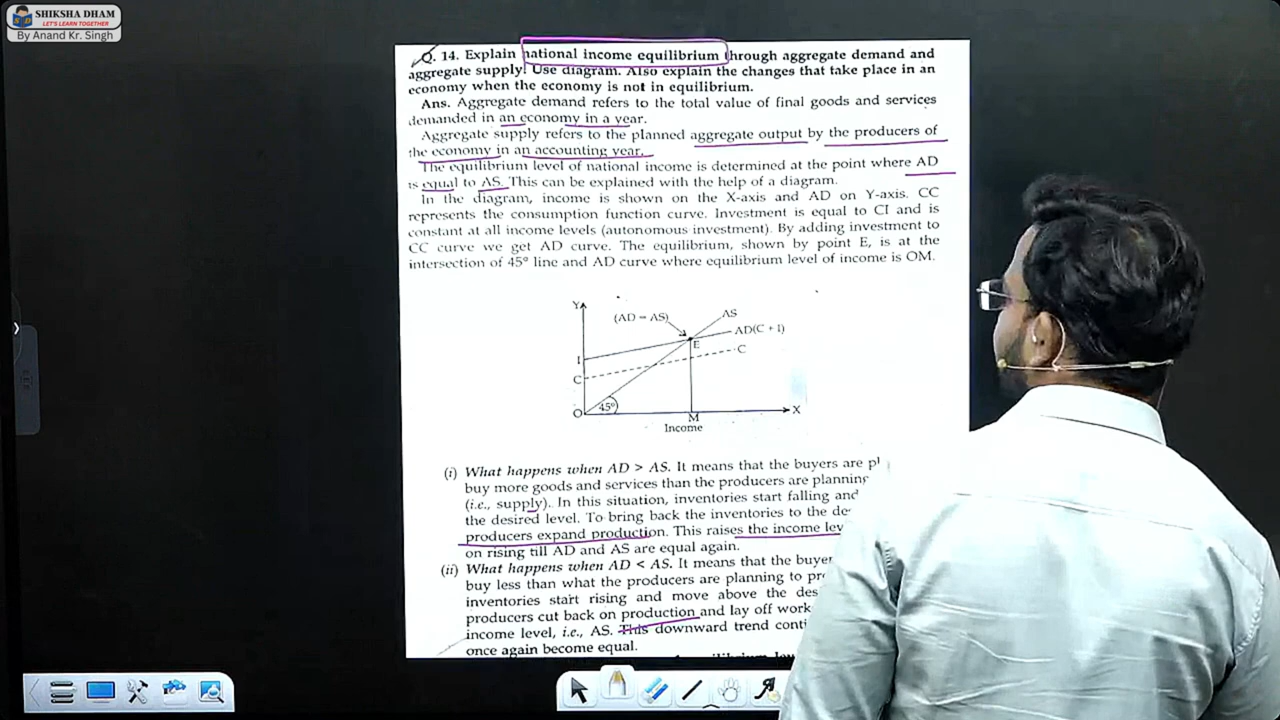 SHIKSHA DHAM
LET'S LEARN TOGETHER
By Anand Kr. Singh
Q. 14. Explain national income equilibrium through aggregate demand and
aggregate supply. Use diagram. Also explain the changes that take place in an
economy when the economy is not in equilibrium.
Ans. Aggregate demand refers to the total value of final goods and services
demanded in an economy in a year.
Aggregate supply refers to the planned aggregate output by the producers of
the economy in an accounting year.
The equilibrium level of national income is determined at the point where AD
is equal to AS. This can be explained with the help of a diagram.
In the diagram, income is shown on the X-axis and AD on Y-axis. CC
represents the consumption function curve. Investment is equal to CI and is
constant at all income levels (autonomous investment). By adding investment to
CC curve we get AD curve. The equilibrium, shown by point E, is at the
intersection of 45° line and AD curve where equilibrium level of income is OM.
Y
(AD = AS)
AS
AD(C + I)
E
C
I
C
O
45°
M
X
Income
(i) What happens when AD > AS. It means that the buyers are pl
buy more goods and services than the producers are planning
(i.e., supply). In this situation, inventories start falling and
the desired level. To bring back the inventories to the de
producers expand production. This raises the income lev
on rising till AD and AS are equal again.
(ii) What happens when AD < AS. It means that the buyer
buy less than what the producers are planning to pr
inventories start rising and move above the des
producers cut back on production and lay off work
income level, i.e., AS. This downward trend conti
once again become equal.